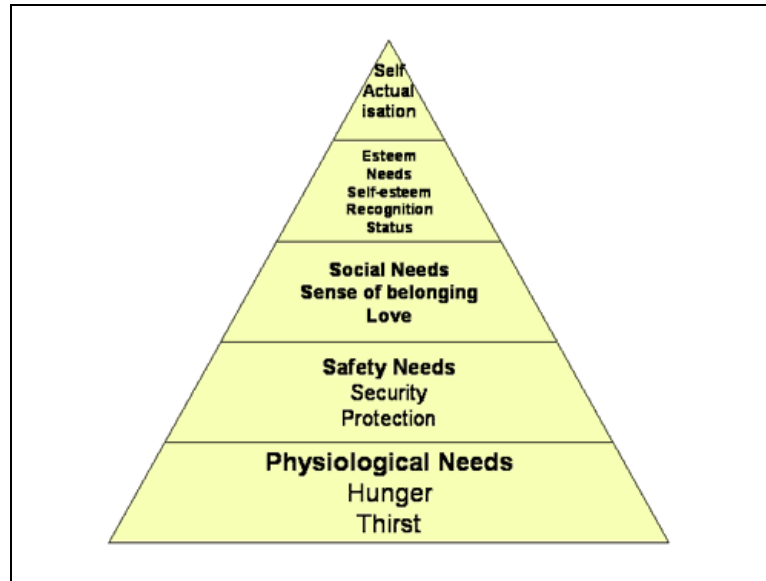 Self
Actual
isation
Esteem
Needs
Self-esteem
Recognition
Status
Social Needs
Sense of belonging
Love
Safety Needs
Security
Protection
Physiological Needs
Hunger
Thirst